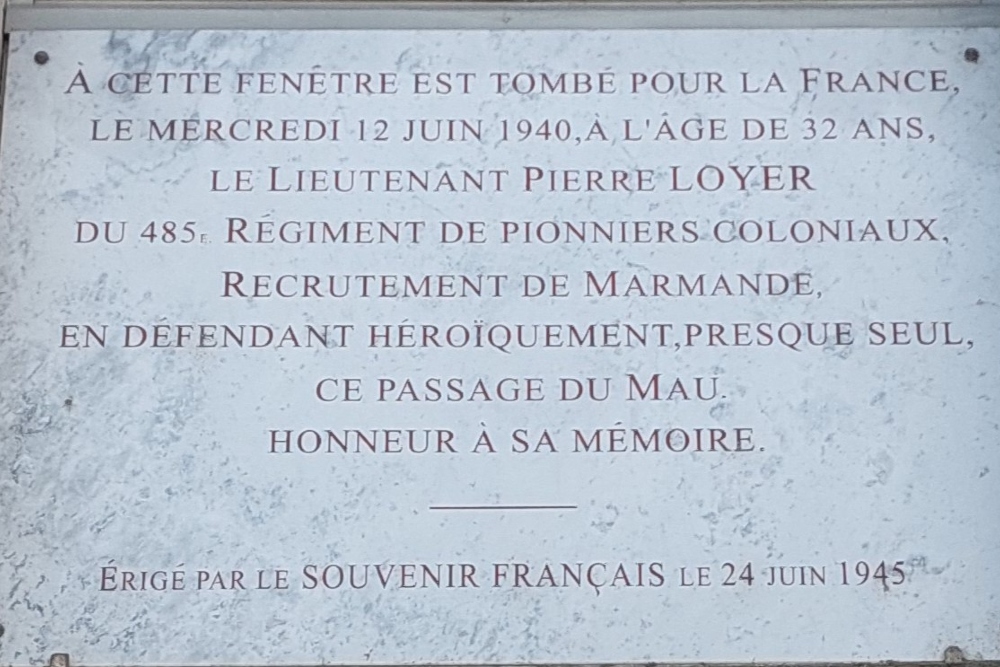 À CETTE FENÊTRE EST TOMBÉ POUR LA FRANCE,
LE MERCREDI 12 JUIN 1940,À L'ÂGE DE 32 ANS,
LE LIEUTENANT PIERRE LOYER
DU 485E RÉGIMENT DE PIONNIERS COLONIAUX,
RECRUTEMENT DE MARMANDE,
EN DÉFENDANT HÉROÏQUEMENT,PRESQUE SEUL,
CE PASSAGE DU MAU.
HONNEUR À SA MÉMOIRE.
ÉRIGÉ PAR LE SOUVENIR FRANÇAIS LE 24 JUIN 1945